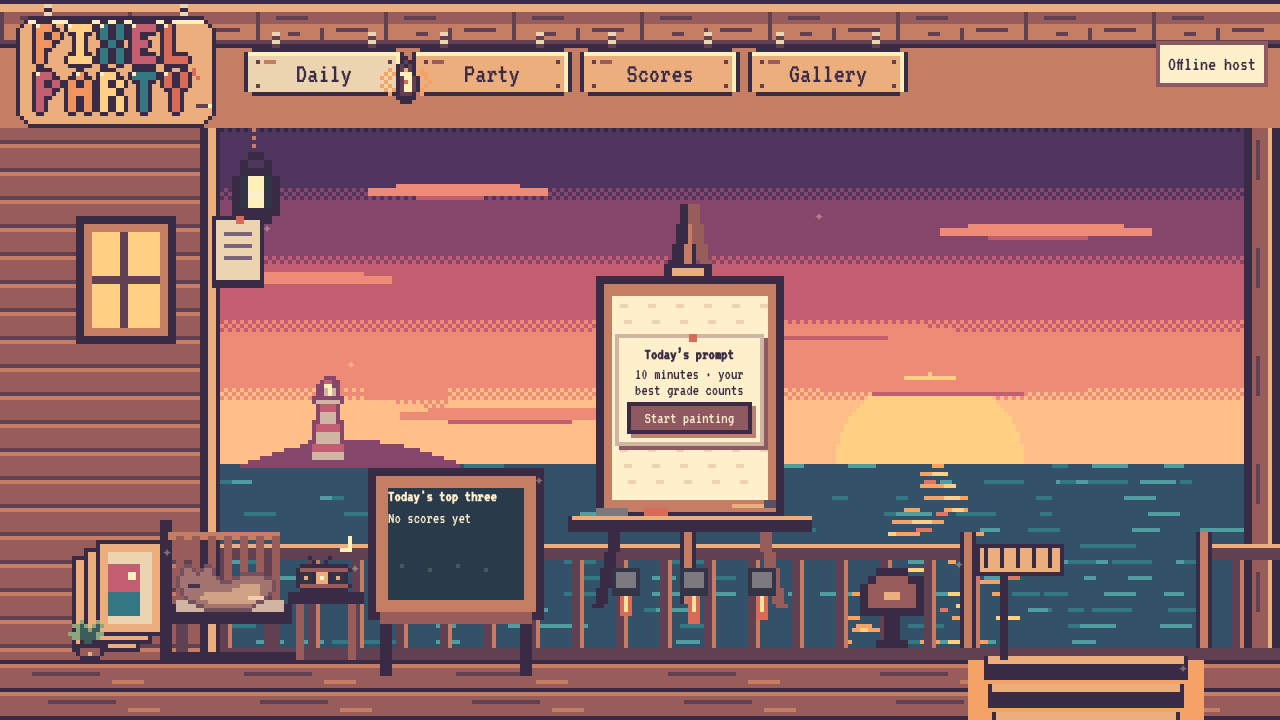 PIXEL
PARTY
Daily
Party
Scores
Gallery
Offline host
Today's prompt
10 minutes · your
best grade counts
Start painting
Today's top three
No scores yet